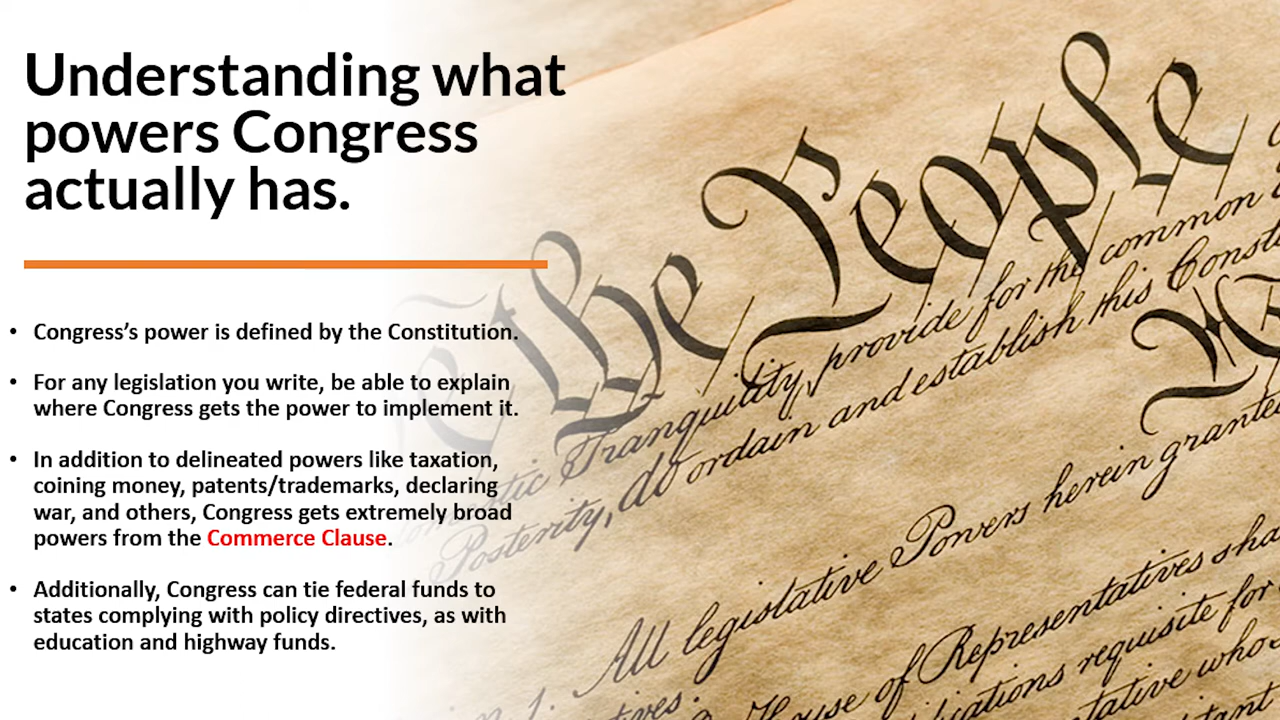 Understanding what
powers Congress
actually has.
• Congress’s power is defined by the Constitution.
• For any legislation you write, be able to explain
where Congress gets the power to implement it.
• In addition to delineated powers like taxation,
coining money, patents/trademarks, declaring
war, and others, Congress gets extremely broad
powers from the Commerce Clause.
• Additionally, Congress can tie federal funds to
states complying with policy directives, as with
education and highway funds.
the People
Tranquility, provide for the common
Posterity, do ordain and establish this
All legislative Powers herein
House of Representatives
requisite for